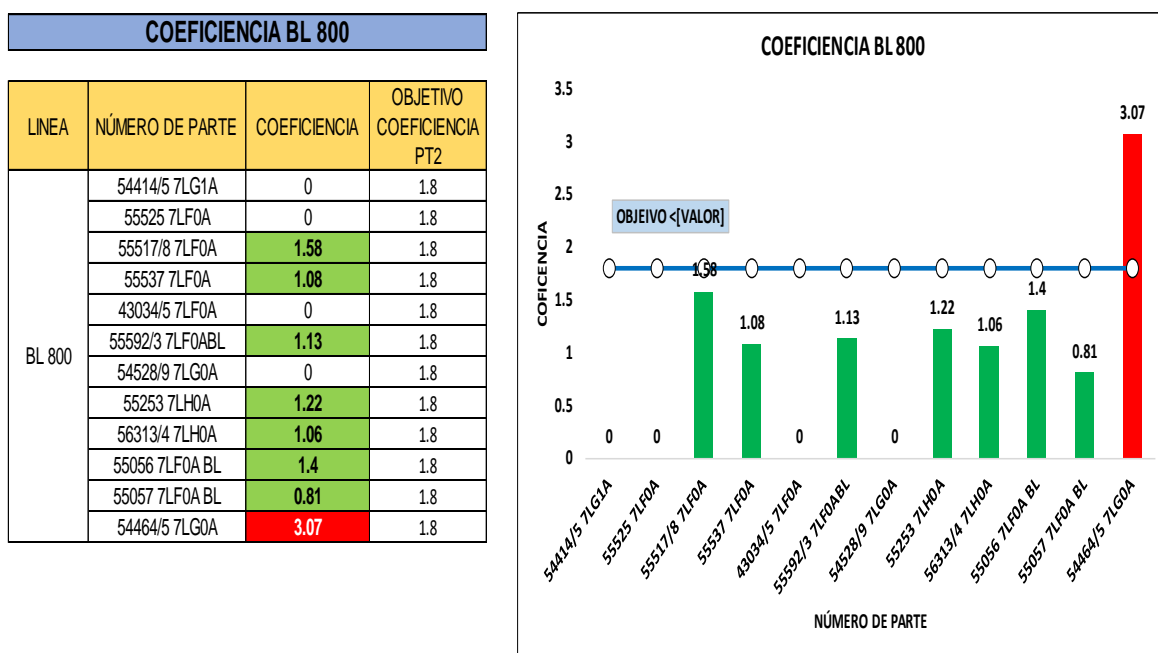 COEFICIENCIA BL 800
LINEA NÚMERO DE PARTE COEFICIENCIA OBJETIVO COEFICIENCIA PT2
BL 800
54414/5 7LG1A 0 1.8
55525 7LF0A 0 1.8
55517/8 7LF0A 1.58 1.8
55537 7LF0A 1.08 1.8
43034/5 7LF0A 0 1.8
55592/3 7LF0ABL 1.13 1.8
54528/9 7LG0A 0 1.8
55253 7LH0A 1.22 1.8
56313/4 7LH0A 1.06 1.8
55056 7LF0A BL 1.4 1.8
55057 7LF0A BL 0.81 1.8
54464/5 7LG0A 3.07 1.8
COEFICIENCIA BL 800
COFICENCIA
3.5
3
2.5
2
1.5
1
0.5
0
OBJEIVO <[VALOR]
0 0 1.58 1.08 0 1.13 0 1.22 1.06 1.4 0.81 3.07
54414/5 7LG1A
55525 7LF0A
55517/8 7LF0A
55537 7LF0A
43034/5 7LF0A
55592/3 7LF0ABL
54528/9 7LG0A
55253 7LH0A
56313/4 7LH0A
55056 7LF0A BL
55057 7LF0A BL
54464/5 7LG0A
NÚMERO DE PARTE